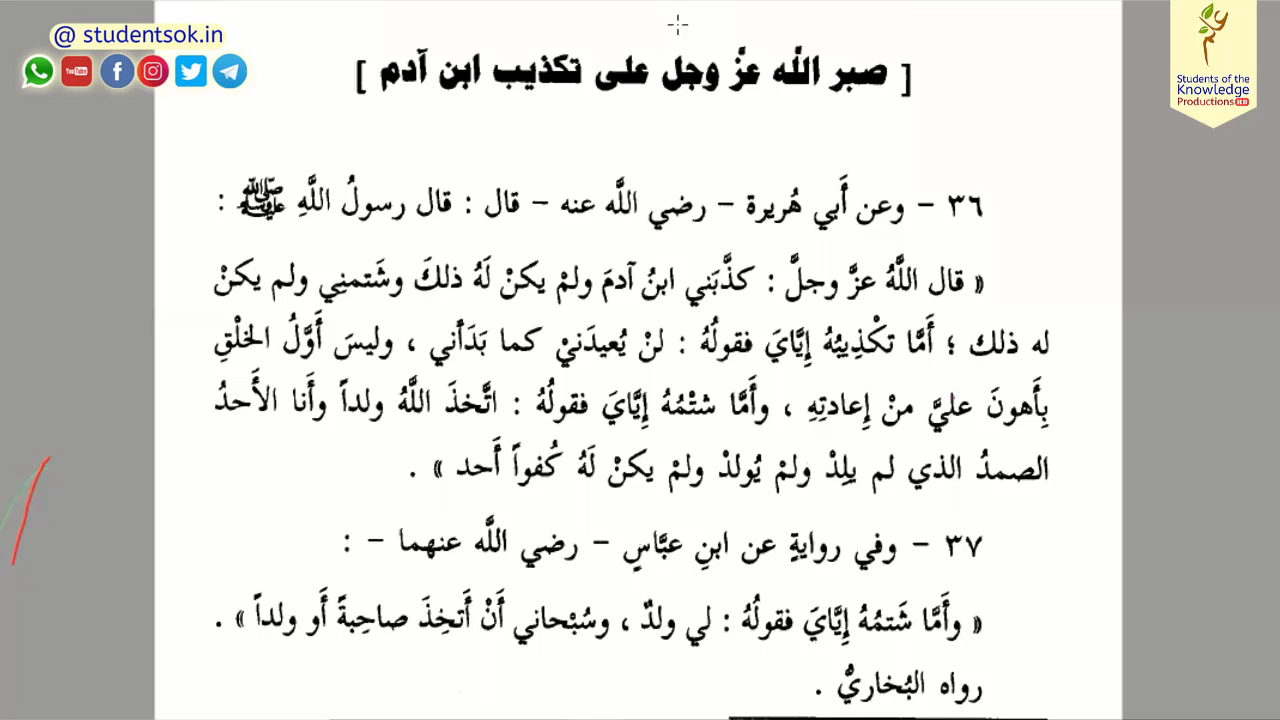 @ studentsok.in
Students of the
Knowledge
Productions HD
[ صبر اللَّه عزَّ وجل على تكذيب ابن آدم ]
٣٦ – وعن أَبي هُريرة – رضي اللَّه عنه – قال : قال رسولُ اللَّهِ ﷺ :
« قال اللَّهُ عزَّ وجلَّ : كذَّبَني ابنُ آدمَ ولمْ يكنْ لَهُ ذلكَ وشَتمنِي ولم يكنْ
له ذلك ؛ أَمَّا تكْذِيبُهُ إِيَّايَ فقولُهُ : لنْ يُعيدَنيْ كما بَدَأَني ، وليسَ أَوَّلُ الخلْقِ
بِأَهونَ عليَّ منْ إِعادتِهِ ، وأَمَّا شتْمُهُ إِيَّايَ فقولُهُ : اتَّخذَ اللَّهُ ولداً وأَنا الأَحدُ
الصمدُ الذي لم يلِدْ ولمْ يُولدْ ولمْ يكنْ لَهُ كُفواً أَحد » .
٣٧ – وفي روايةٍ عن ابنِ عبَّاسٍ – رضي اللَّه عنهما – :
« وأَمَّا شَتمُهُ إِيَّايَ فقولُهُ : لي ولدٌ ، وسُبْحاني أَنْ أَتخِذَ صاحِبةً أَو ولداً » .
رواه البُخاريُّ .